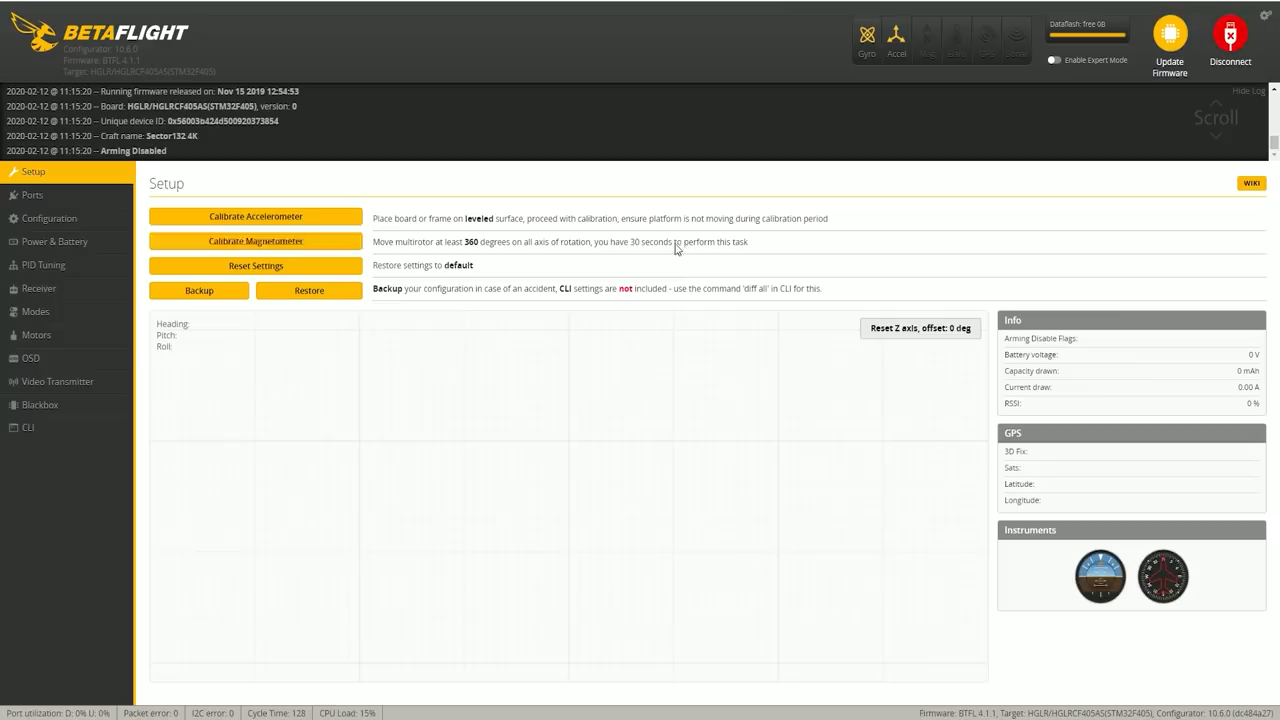 BETAFLIGHT
Configurator: 10.6.0
Firmware: BTFL 4.1.1
Target: HGLR/HGLRCF405AS(STM32F405)
Gyro
Accel
Dataflash: free 0B
Enable Expert Mode
Update
Firmware
Disconnect
2020-02-12 @ 11:15:20 -- Running firmware released on: Nov 15 2019 12:54:53
2020-02-12 @ 11:15:20 -- Board: HGLR/HGLRCF405AS(STM32F405), version: 0
2020-02-12 @ 11:15:20 -- Unique device ID: 0x56003b424d500920373854
2020-02-12 @ 11:15:20 -- Craft name: Sector132 4K
2020-02-12 @ 11:15:20 -- Arming Disabled
Hide Log
Scroll
Setup
Ports
Configuration
Power & Battery
PID Tuning
Receiver
Modes
Motors
OSD
Video Transmitter
Blackbox
CLI
Setup
WIKI
Calibrate Accelerometer
Place board or frame on leveled surface, proceed with calibration, ensure platform is not moving during calibration period
Calibrate Magnetometer
Move multirotor at least 360 degrees on all axis of rotation, you have 30 seconds to perform this task
Reset Settings
Restore settings to default
Backup
Restore
Backup your configuration in case of an accident, CLI settings are not included - use the command 'diff all' in CLI for this.
Heading:
Pitch:
Roll:
Reset Z axis, offset: 0 deg
Info
Arming Disable Flags:
Battery voltage: 0 V
Capacity drawn: 0 mAh
Current draw: 0.00 A
RSSI: 0 %
GPS
3D Fix:
Sats:
Latitude:
Longitude:
Instruments
Port utilization: D: 0% U: 0%
Packet error: 0
I2C error: 0
Cycle Time: 128
CPU Load: 15%
Firmware: BTFL 4.1.1, Target: HGLR/HGLRCF405AS(STM32F405), Configurator: 10.6.0 (dc484a27)